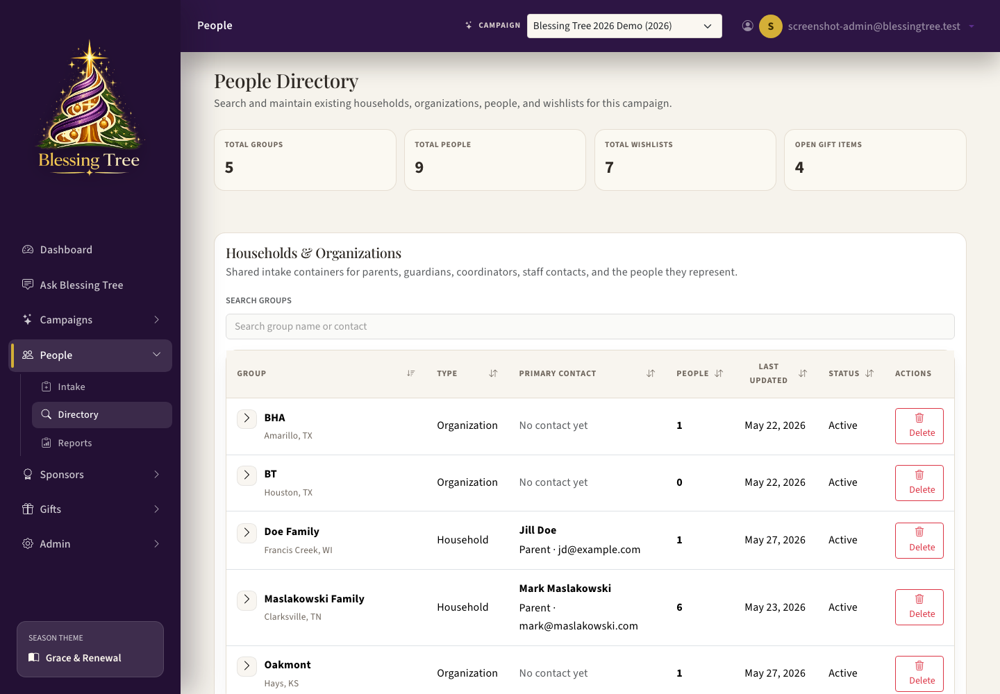 People
CAMPAIGN
Blessing Tree 2026 Demo (2026)
S
screenshot-admin@blessingtree.test
Blessing Tree
Dashboard
Ask Blessing Tree
Campaigns
People
Intake
Directory
Reports
Sponsors
Gifts
Admin
SEASON THEME
Grace & Renewal
People Directory
Search and maintain existing households, organizations, people, and wishlists for this campaign.
TOTAL GROUPS
5
TOTAL PEOPLE
9
TOTAL WISHLISTS
7
OPEN GIFT ITEMS
4
Households & Organizations
Shared intake containers for parents, guardians, coordinators, staff contacts, and the people they represent.
SEARCH GROUPS
Search group name or contact
GROUP TYPE PRIMARY CONTACT PEOPLE LAST UPDATED STATUS ACTIONS
BHA
Amarillo, TX
Organization
No contact yet
1
May 22, 2026
Active
Delete
BT
Houston, TX
Organization
No contact yet
0
May 22, 2026
Active
Delete
Doe Family
Francis Creek, WI
Household
Jill Doe
Parent · jd@example.com
1
May 27, 2026
Active
Delete
Maslakowski Family
Clarksville, TN
Household
Mark Maslakowski
Parent ·
mark@maslakowski.com
6
May 23, 2026
Active
Delete
Oakmont
Hays, KS
Organization
No contact yet
1
May 27, 2026
Active
Delete